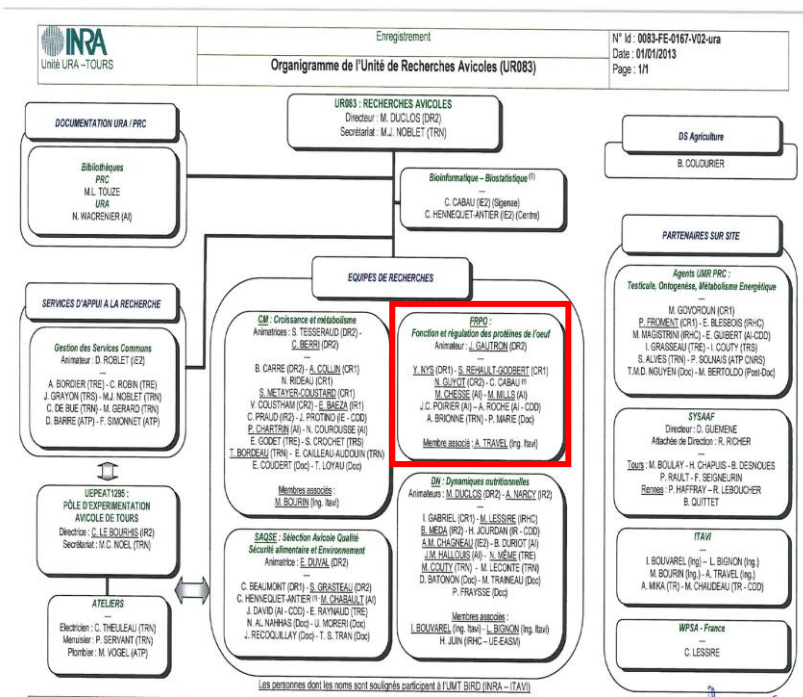 INRA
Unité URA –TOURS
Enregistrement
Organigramme de l'Unité de Recherches Avicoles (UR083)
N° Id : 0083-FE-0167-V02-ura
Date : 01/01/2013
Page : 1/1
UR083 : RECHERCHES AVICOLES
Directeur : M. DUCLOS (DR2)
Secrétariat : M.J. NOBLET (TRN)
DOCUMENTATION URA / PRC
Bibliothèques
PRC
M.L. TOUZE
URA
N. WACRENIER (AI)
Bioinformatique – Biostatistique (1)
---
C. CABAU (IE2) (Sigenae)
C. HENNEQUET-ANTIER (IE2) (Centre)
DS Agriculture
B. COUDURIER
SERVICES D'APPUI A LA RECHERCHE
Gestion des Services Communs
Animateur : D. ROBLET (IE2)
---
A. BORDIER (TRE) - C. ROBIN (TRE)
J. GRAYON (TRS) - M.J. NOBLET (TRN)
C. DE BUE (TRN) - M. GERARD (TRN)
D. BARRE (ATP) - F. SIMONNET (ATP)
UEPEAT1295 :
PÔLE D'EXPERIMENTATION
AVICOLE DE TOURS
Directrice : C. LE BOURHIS (IR2)
Secrétariat : M.C. NOEL (TRN)
ATELIERS
---
Electricien : C. THEULEAU (TRN)
Menuisier : P. SERVANT (TRN)
Plombier : M. VOGEL (ATP)
EQUIPES DE RECHERCHES
CM : Croissance et métabolisme
Animatrices : S. TESSERAUD (DR2) -
C. BERRI (DR2)
---
B. CARRE (DR2) - A. COLLIN (CR1)
N. RIDEAU (CR1)
S. METAYER-COUSTARD (CR1)
V. COUSTHAM (CR2) - E. BAEZA (IR1)
C. PRAUD (IR2) - J. PROTINO (IE - CDD)
P. CHARTRIN (AI) - N. COUROUSSE (AI)
E. GODET (TRE) - S. CROCHET (TRS)
T. BORDEAU (TRN) - E. CAILLEAU-AUDOUIN (TRN)
E. COUDERT (Doc) - T. LOYAU (Doc)
Membres associés :
M. BOURIN (Ing. Itavi)
FRPO :
Fonction et régulation des protéines de l'oeuf
Animateur : J. GAUTRON (DR2)
---
Y. NYS (DR1) - S. REHAULT-GODBERT (CR1)
N. GUYOT (CR2) - C. CABAU (1)
M. CHESSE (AI) - M. MILLS (AI)
J.C. POIRIER (AI) – A. ROCHE (AI - CDD)
A. BRIONNE (TRN) - P. MARIE (Doc)
Membre associé : A. TRAVEL (Ing. Itavi)
SAQSE : Sélection Avicole Qualité
Sécurité alimentaire et Environnement
Animatrice : E. DUVAL (DR2)
---
C. BEAUMONT (DR1) - S. GRASTEAU (DR2)
C. HENNEQUET-ANTIER (1) - M. CHABAULT (AI)
J. DAVID (AI - CDD) - E. RAYNAUD (TRE)
N. AL NAHHAS (Doc) - U. MORERI (Doc)
J. RECOQUILLAY (Doc) - T. S. TRAN (Doc)
DN : Dynamiques nutritionnelles
Animateurs : M. DUCLOS (DR2) - A. NARCY (IR2)
---
I. GABRIEL (CR1) - M. LESSIRE (IRHC)
B. MEDA (IR2) - H. JOURDAN (IR - CDD)
A.M. CHAGNEAU (IE2) - B. DURIOT (AI)
J.M. HALLOUIS (AI) - N. MÊME (TRE)
M. COUTY (TRN) - M. LECONTE (TRN)
D. BATONON (Doc) - M. TRAINEAU (Doc)
P. FRAYSSE (Doc)
Membres associés :
I. BOUVAREL (Ing. Itavi) - L. BIGNON (Ing. Itavi)
H. JUIN (IRHC – UE-EASM)
PARTENAIRES SUR SITE
Agents UMR PRC :
Testicule, Ontogenèse, Métabolisme Energétique
---
M. GOVOROUN (CR1)
P. FROMENT (CR1) - E. BLESBOIS (IRHC)
M. MAGISTRINI (IRHC) - E. GUIBERT (AI-CDD)
I. GRASSEAU (TRE) - I. COUTY (TRS)
S. ALVES (TRN) - P. SOLNAIS (ATP CNRS)
T.M.D. NGUYEN (Doc) - M. BERTOLDO (Post-Doc)
SYSAAF
Directeur : D. GUEMENE
Attachée de Direction : R. RICHER
Tours : M. BOULAY - H. CHAPUIS - B. DESNOUES
P. RAULT - F. SEIGNEURIN
Rennes : P. HAFFRAY – R. LEBOUCHER
B. QUITTET
ITAVI
---
I. BOUVAREL (Ing) – L. BIGNON (Ing.)
M. BOURIN (Ing.) - A. TRAVEL (Ing.)
A. MIKA (TR) - M. CHAUDEAU (TR - CDD)
WPSA - France
---
C. LESSIRE
Les personnes dont les noms sont soulignés participent à l'UMT BIRD (INRA – ITAVI)